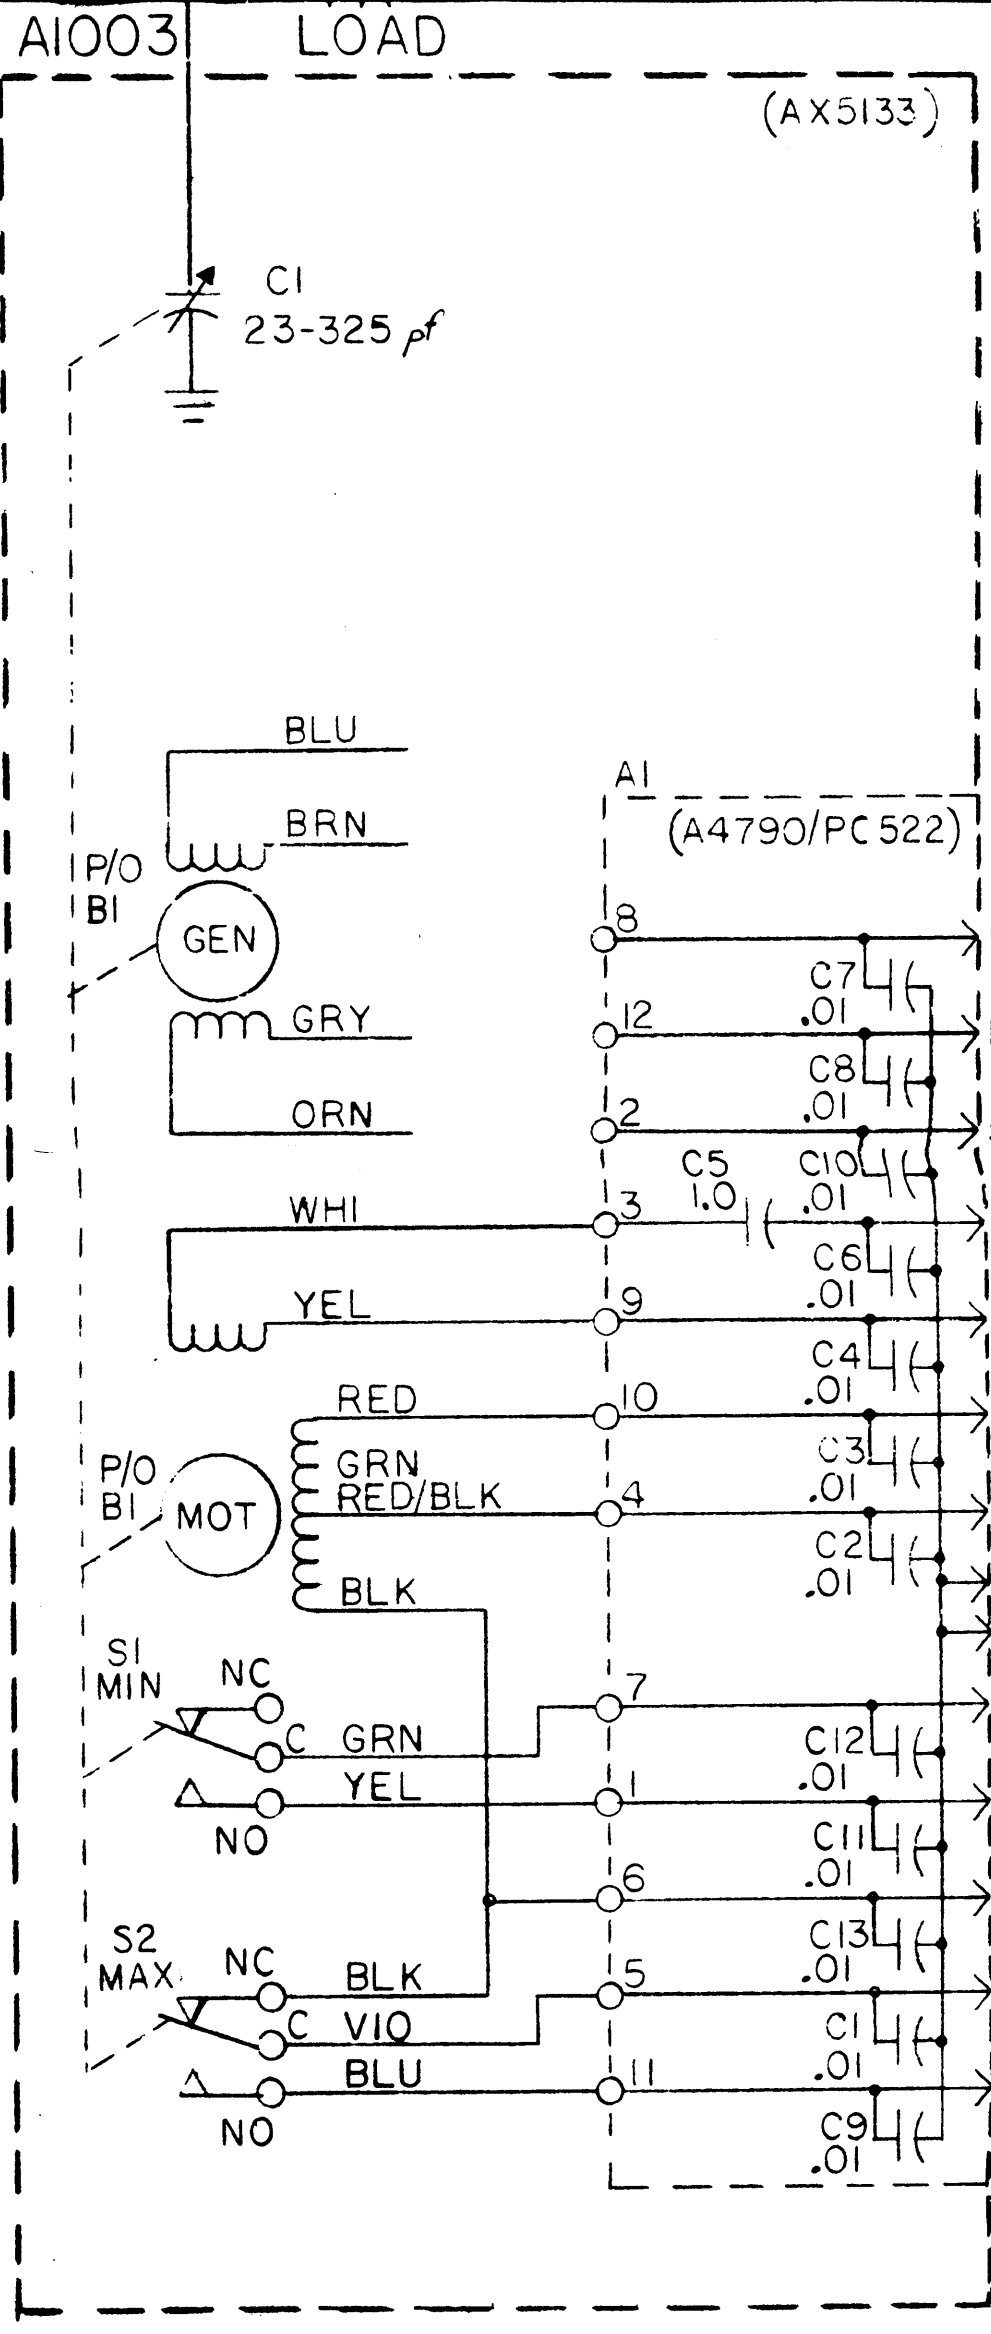 A1003 LOAD
(AX5133)
C1
23-325 pf
BLU
A1
BRN
(A4790/PC522)
P/O
B1
GEN
8
C7
.01
GRY
12
C8
.01
ORN
2
C5
1.0
C10
.01
WHI
3
C6
.01
YEL
9
C4
.01
RED
10
C3
.01
P/O
B1
MOT
GRN
RED/BLK
4
C2
.01
BLK
S1
MIN
NC
7
C GRN
C12
.01
YEL
1
NO
C11
.01
6
S2
MAX
NC
C13
.01
BLK
5
C VIO
C1
.01
BLU
11
NO
C9
.01